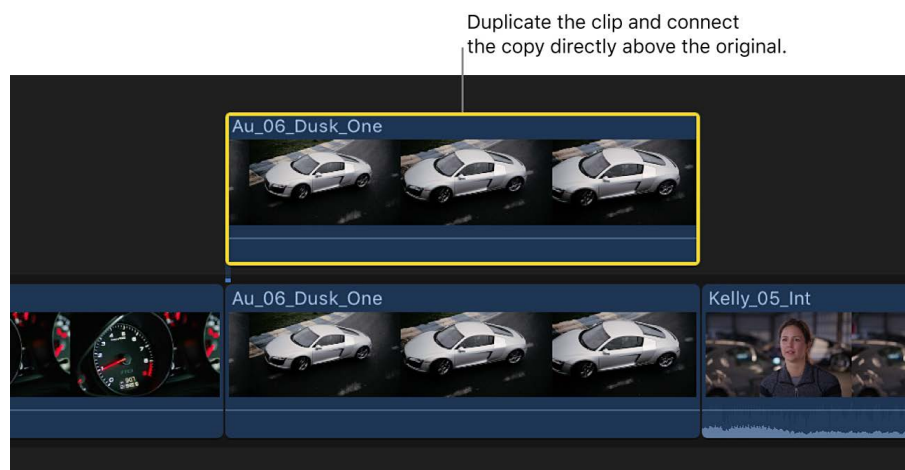 Duplicate the clip and connect
the copy directly above the original.
Au_06_Dusk_One
Au_06_Dusk_One
Kelly_05_Int